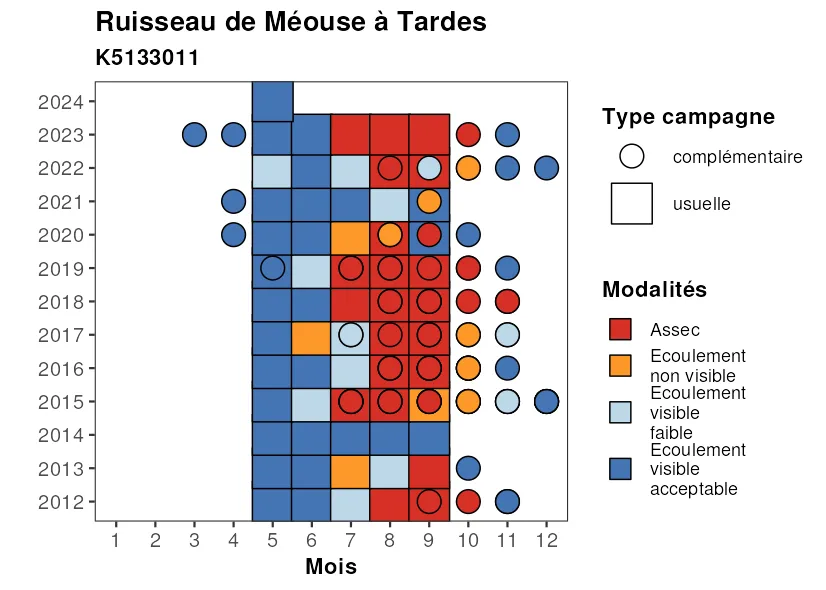 Ruisseau de Méouse à Tardes
K5133011
2024
2023
2022
2021
2020
2019
2018
2017
2016
2015
2014
2013
2012
1 2 3 4 5 6 7 8 9 10 11 12
Mois
Type campagne
complémentaire
usuelle
Modalités
Assec
Ecoulement
non visible
Ecoulement
visible
faible
Ecoulement
visible
acceptable